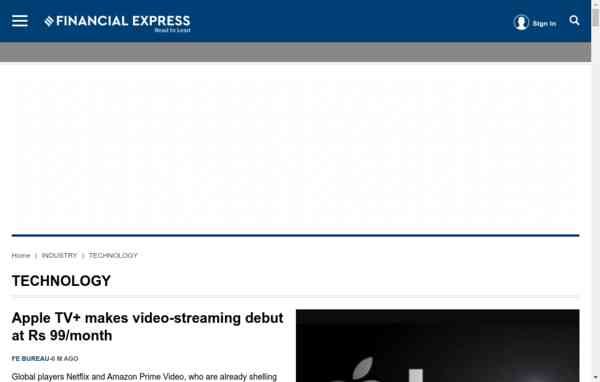 FINANCIAL EXPRESS
Read to Lead
Sign In
Home | INDUSTRY | TECHNOLOGY
TECHNOLOGY
Apple TV+ makes video-streaming debut
at Rs 99/month
FE BUREAU-6 M AGO
Global players Netflix and Amazon Prime Video, who are already shelling